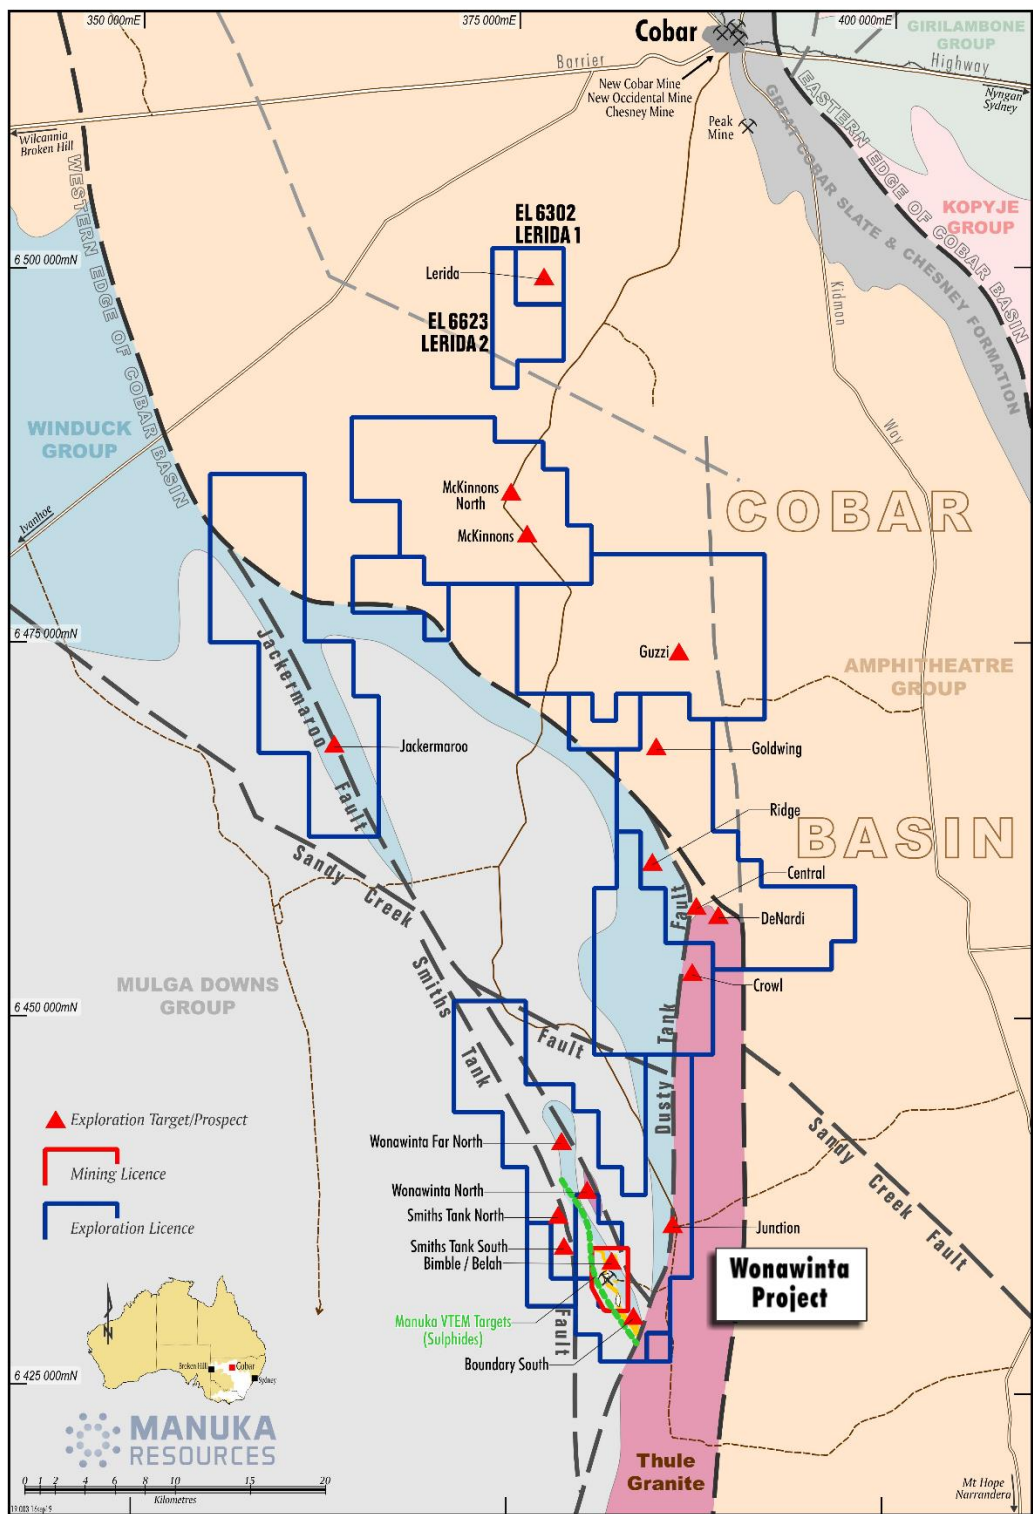 350 000mE
375 000mE
400 000mE
Cobar
GIRILAMBONE
GROUP
Barrier
Highway
New Cobar Mine
New Occidental Mine
Chesney Mine
Nyngan
Sydney
Peak
Mine
Wilcannia
Broken Hill
WESTERN EDGE OF COBAR BASIN
EASTERN EDGE OF COBAR BASIN
GREAT COBAR SLATE & CHESNEY FORMATION
KOPYJE
GROUP
EL 6302
LERIDA 1
6 500 000mN
Lerida
Kidman
EL 6623
LERIDA 2
WINDUCK
GROUP
Way
McKinnons
North
COBAR
Ivanhoe
McKinnons
6 475 000mN
Guzzi
AMPHITHEATRE
GROUP
Jackermaroo
Fault
Jackermaroo
Goldwing
Ridge
BASIN
Sandy
Creek
Central
Fault
DeNardi
MULGA DOWNS
GROUP
Smiths
Tank
Crowl
6 450 000mN
Fault
Tank
Dusty
Sandy
Creek
Fault
Exploration Target/Prospect
Wonawinta Far North
Mining Licence
Wonawinta North
Smiths Tank North
Junction
Exploration Licence
Smiths Tank South
Bimble / Belah
Wonawinta
Project
Manuka VTEM Targets
(Sulphides)
Fault
Boundary South
N
Broken Hill
Cobar
Sydney
6 425 000mN
MANUKA
RESOURCES
Thule
Granite
0 1 2 4 6 10 15 20
Kilometres
Mt Hope
Narrandera
19 003 16sep19